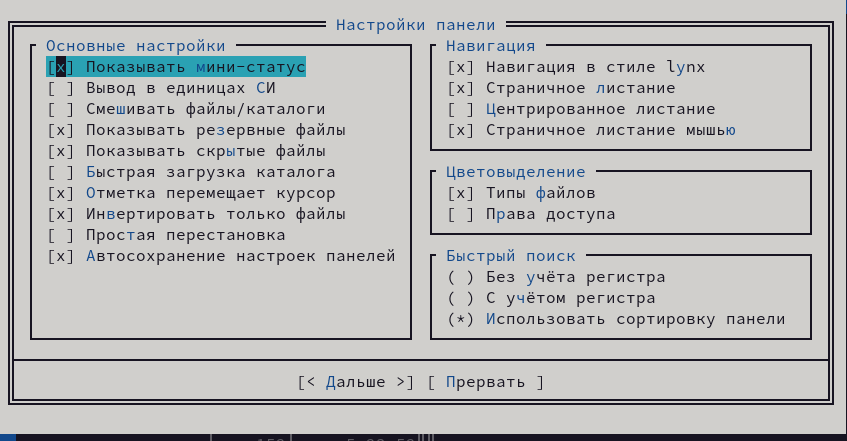 Настройки панели
Основные настройки
[x] Показывать мини-статус
[ ] Вывод в единицах СИ
[ ] Смешивать файлы/каталоги
[x] Показывать резервные файлы
[x] Показывать скрытые файлы
[ ] Быстрая загрузка каталога
[x] Отметка перемещает курсор
[x] Инвертировать только файлы
[ ] Простая перестановка
[x] Автосохранение настроек панелей
Навигация
[x] Навигация в стиле lynx
[x] Страничное листание
[ ] Центрированное листание
[x] Страничное листание мышью
Цветовыделение
[x] Типы файлов
[ ] Права доступа
Быстрый поиск
( ) Без учёта регистра
( ) С учётом регистра
(*) Использовать сортировку панели
[< Дальше >] [ Прервать ]